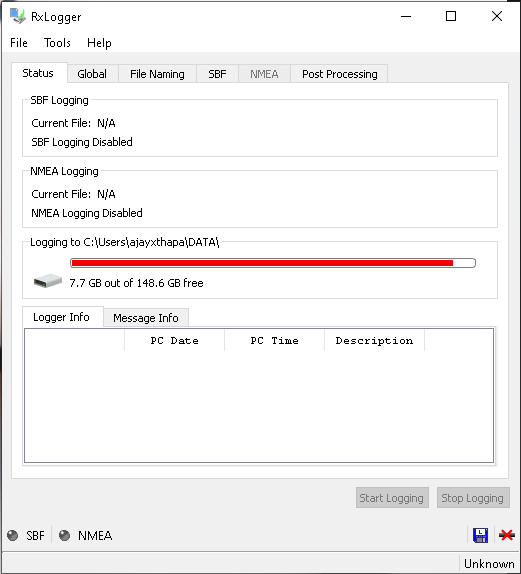 RxLogger
File Tools Help
Status Global File Naming SBF NMEA Post Processing
SBF Logging
Current File: N/A
SBF Logging Disabled
NMEA Logging
Current File: N/A
NMEA Logging Disabled
Logging to C:\Users\ajayxthapa\DATA\
7.7 GB out of 148.6 GB free
Logger Info Message Info
PC Date PC Time Description
Start Logging Stop Logging
SBF NMEA
Unknown